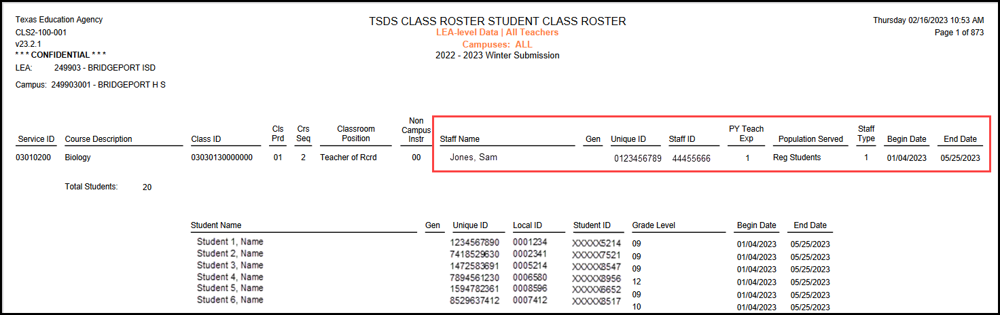 Texas Education Agency
TSDS CLASS ROSTER STUDENT CLASS ROSTER
Thursday 02/16/2023 10:53 AM
CLS2-100-001
LEA-level Data | All Teachers
Page 1 of 873
v23.2.1
Campuses: ALL
* * * CONFIDENTIAL * * *
2022 - 2023 Winter Submission
LEA: 249903 - BRIDGEPORT ISD
Campus: 249903001 - BRIDGEPORT H S
Service ID Course Description Class ID Cls Prd Crs Seq Classroom Position Non Campus Instr Staff Name Gen Unique ID Staff ID PY Teach Exp Population Served Staff Type Begin Date End Date
03010200 Biology 03030130000000 01 2 Teacher of Rcrd 00 Jones, Sam 0123456789 44455666 1 Reg Students 1 01/04/2023 05/25/2023
Total Students: 20
Student Name Gen Unique ID Local ID Student ID Grade Level Begin Date End Date
Student 1, Name 1234567890 0001234 XXXXX5214 09 01/04/2023 05/25/2023
Student 2, Name 7418529630 0002341 XXXXX7521 09 01/04/2023 05/25/2023
Student 3, Name 1472583691 0005214 XXXXX8547 09 01/04/2023 05/25/2023
Student 4, Name 7894561230 0006580 XXXXX8956 12 01/04/2023 05/25/2023
Student 5, Name 1594782361 0008596 XXXXX6652 09 01/04/2023 05/25/2023
Student 6, Name 8529637412 0007412 XXXXX8517 10 01/04/2023 05/25/2023